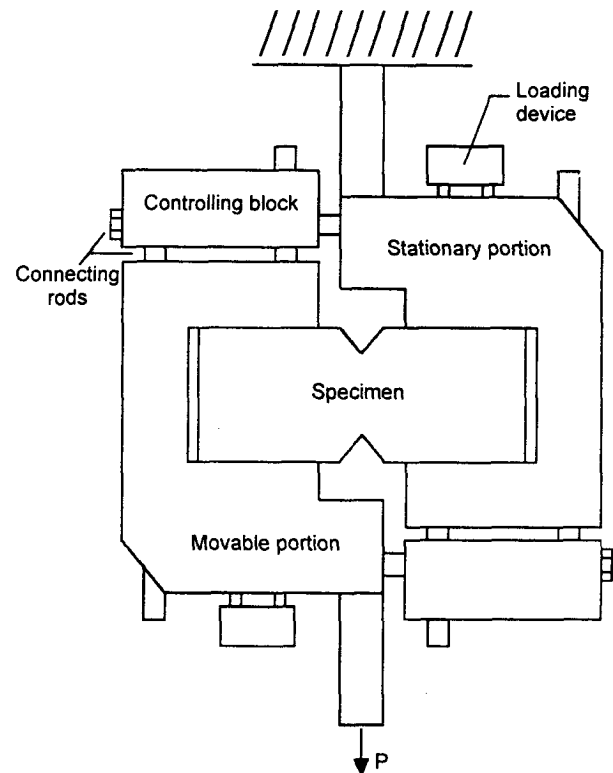 Loading
device
Controlling block
Stationary portion
Connecting
rods
Specimen
Movable portion
P